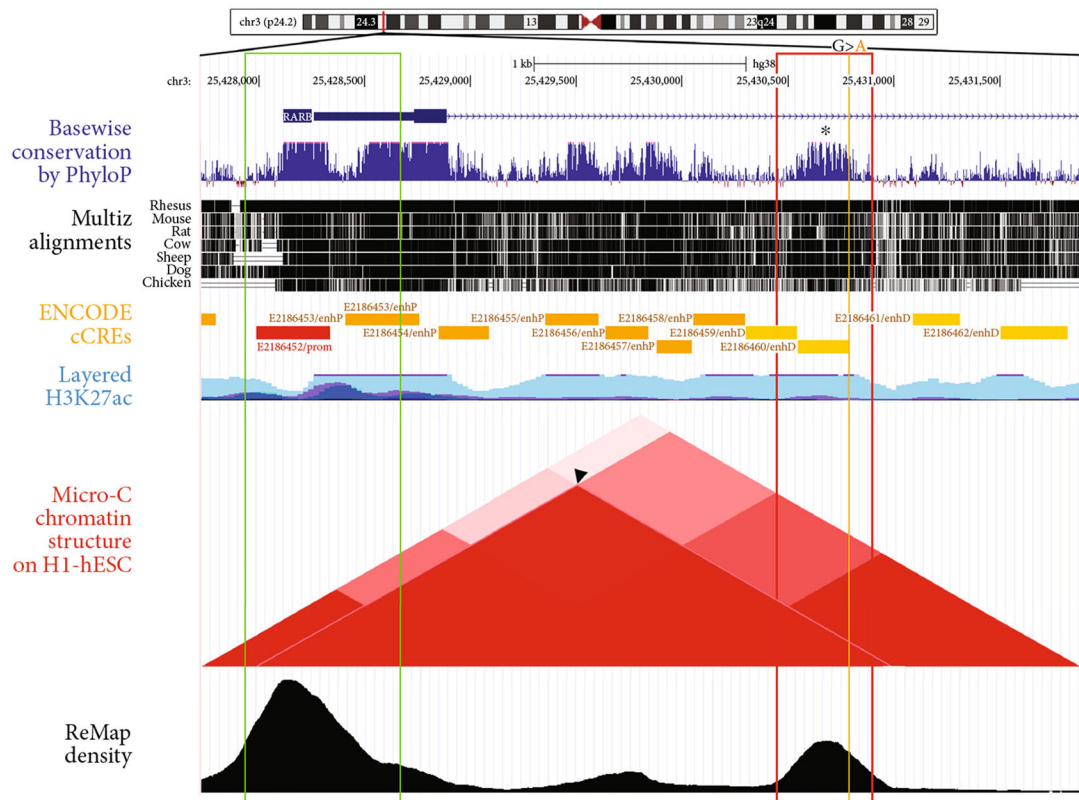 chr3 (p24.2) 24.3 13 23 q24 28 29
G>A
1 kb hg38
chr3: 25,428,000| 25,428,500| 25,429,000| 25,429,500| 25,430,000| 25,430,500| 25,431,000| 25,431,500|
RARB
*
Basewise
conservation
by PhyloP
Multiz
alignments
Rhesus
Mouse
Rat
Cow
Sheep
Dog
Chicken
ENCODE
cCREs
E2186453/enhP
E2186453/enhP E2186455/enhP E2186458/enhP E2186461/enhD
E2186454/enhP E2186456/enhP E2186459/enhD E2186462/enhD
E2186452/prom E2186457/enhP E2186460/enhD
Layered
H3K27ac
Micro-C
chromatin
structure
on H1-hESC
ReMap
density